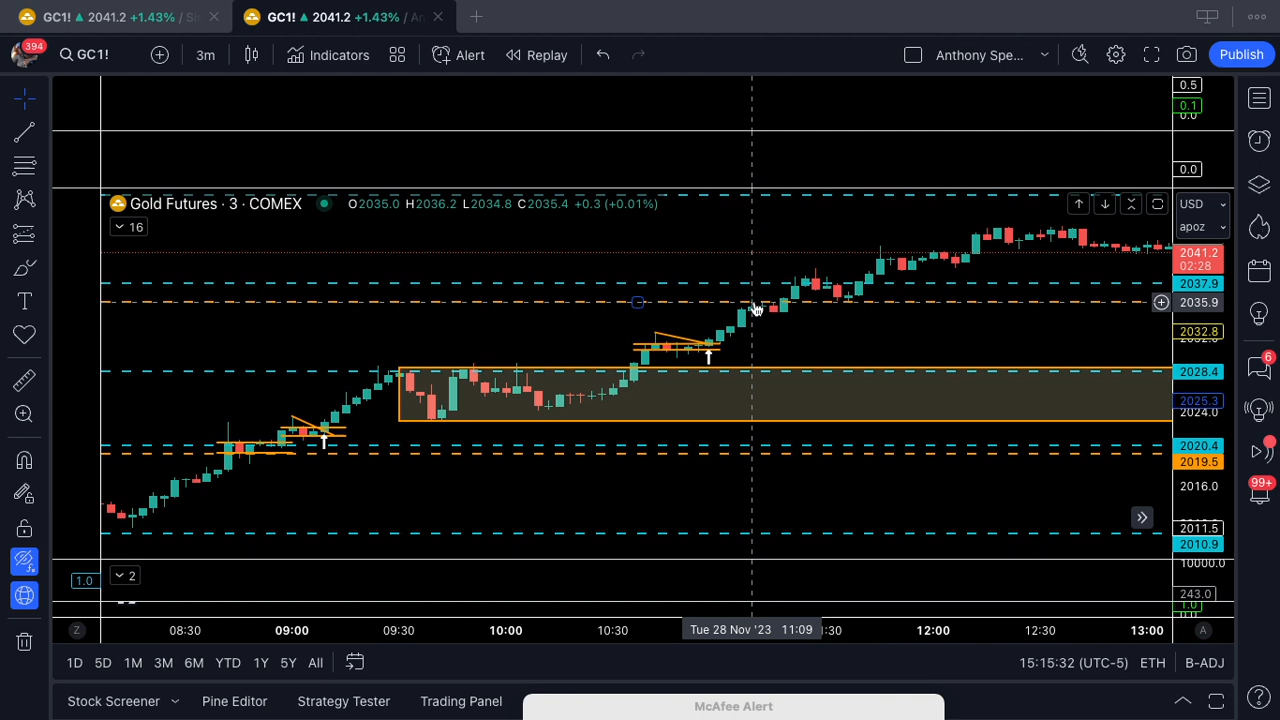 GC1! ▲ 2041.2 +1.43% / Si
GC1! ▲ 2041.2 +1.43% / An
394
GC1!
3m
Indicators
Alert
Replay
Anthony Spe...
Publish
0.5
0.1
0.0
0.0
Gold Futures · 3 · COMEX
O2035.0 H2036.2 L2034.8 C2035.4 +0.3 (+0.01%)
16
USD
apoz
2041.2
02:28
2037.9
2035.9
2032.8
2028.4
2025.3
2024.0
2020.4
2019.5
2016.0
2011.5
2010.9
2
10000.0
1.0
243.0
1.0
Z
08:30
09:00
09:30
10:00
10:30
Tue 28 Nov '23 11:09
:30
12:00
12:30
13:00
A
1D
5D
1M
3M
6M
YTD
1Y
5Y
All
15:15:32 (UTC-5)
ETH
B-ADJ
Stock Screener
Pine Editor
Strategy Tester
Trading Panel
McAfee Alert
6
99+